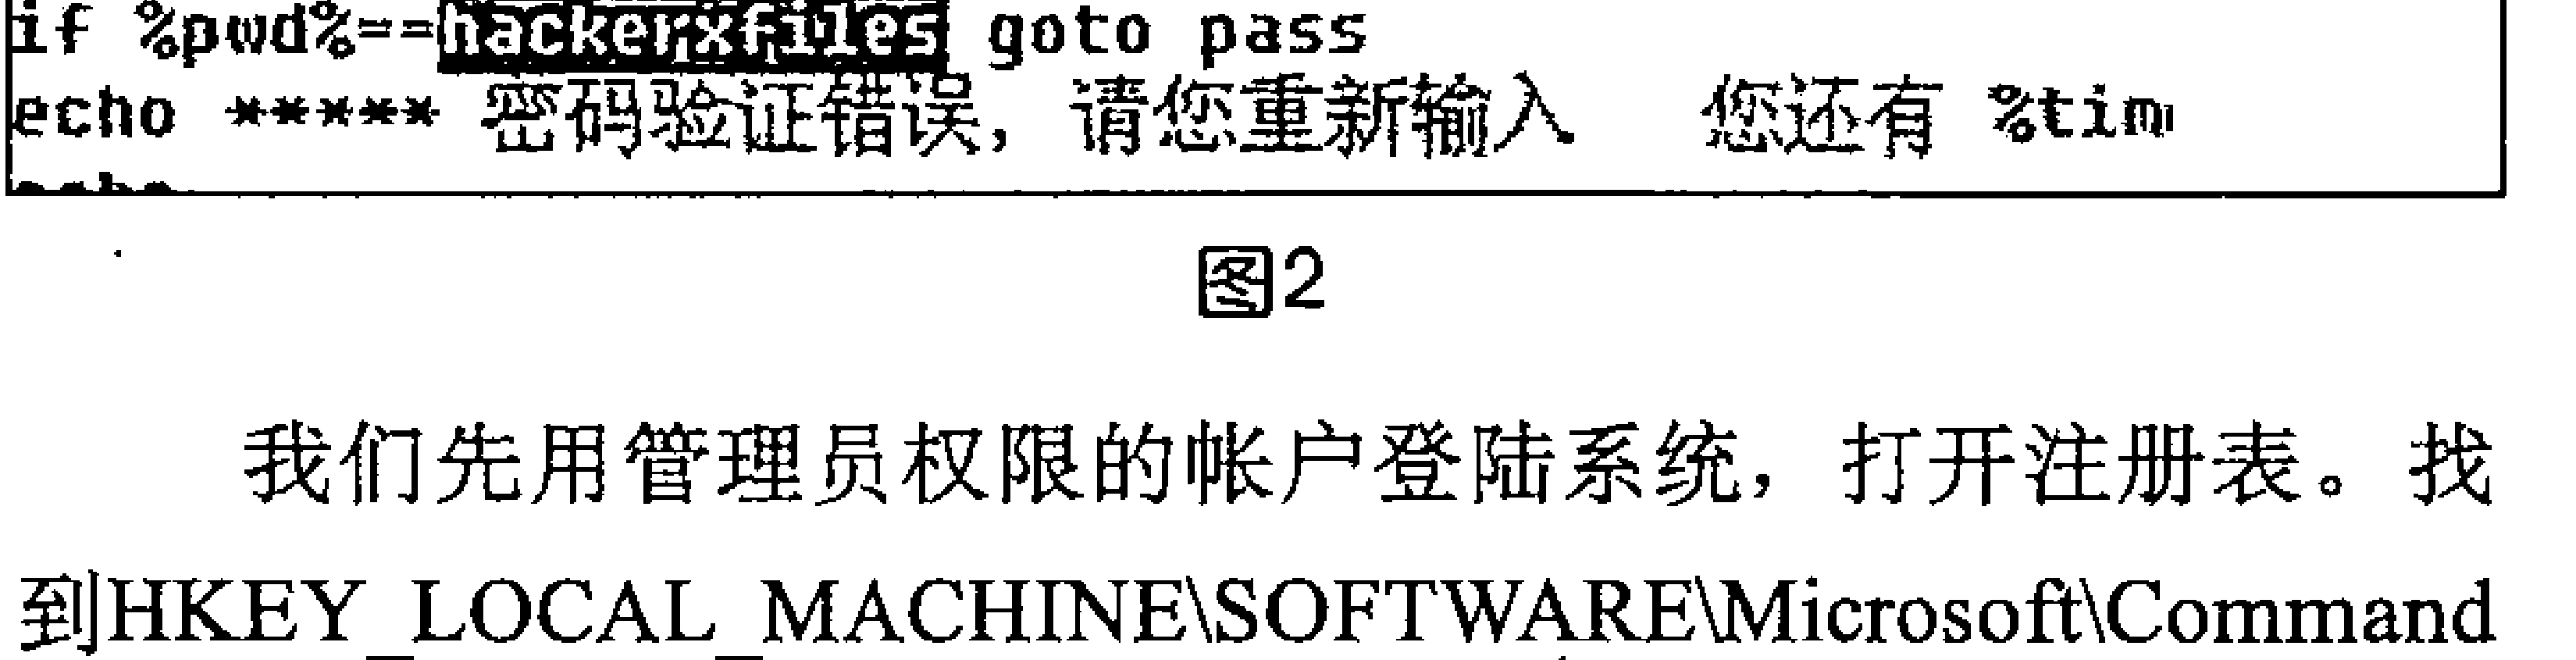 if %pwd%==hackerxfiles goto pass
echo ***** 密码验证错误，请您重新输入   您还有 %tim
echo
图2
我们先用管理员权限的帐户登陆系统，打开注册表。找
到HKEY_LOCAL_MACHINE\SOFTWARE\Microsoft\Command